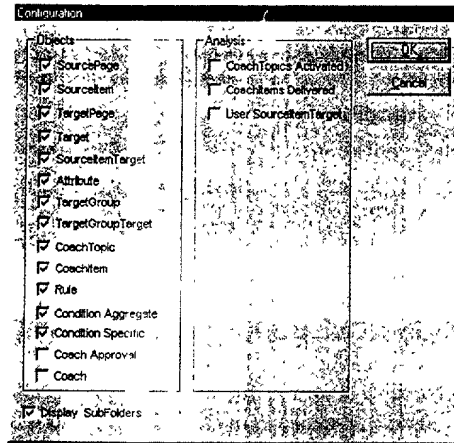 Configuration
Objects
SourcePage
SourceItem
TargetPage
Target
SourceItemTarget
Attribute
TargetGroup
TargetGroupTarget
CoachTopic
CoachItem
Rule
Condition Aggregate
Condition Specific
Coach Approval
Coach
Display SubFolders
Analysis
CoachTopics Activated
CoachItems Delivered
User SourceItemTarget
OK
Cancel